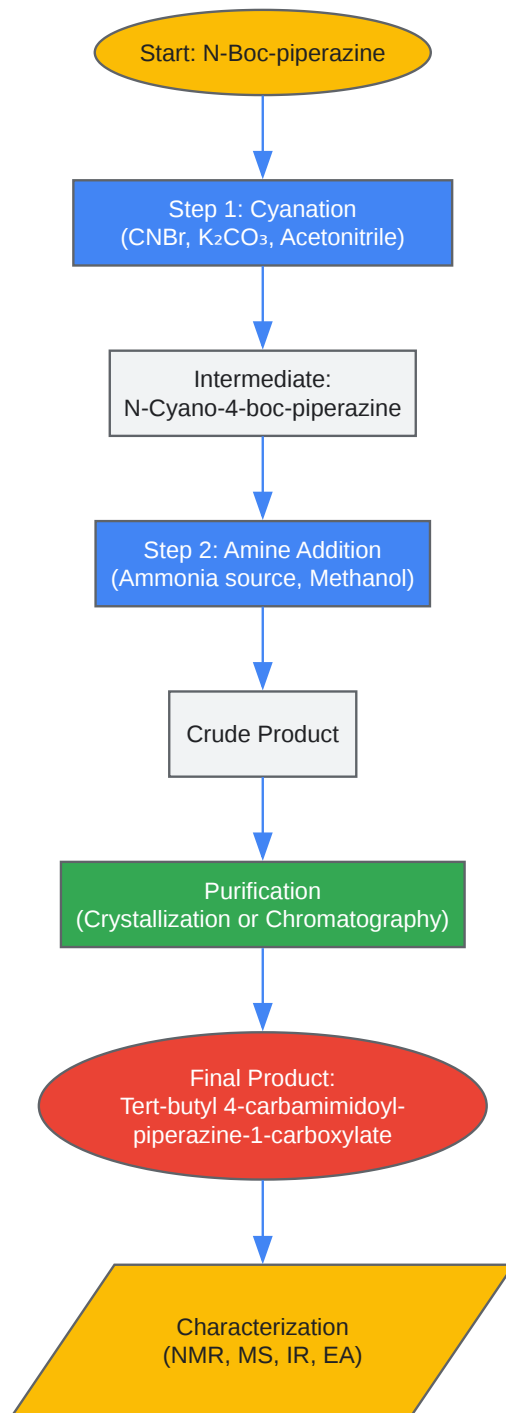 Start: N-Boc-piperazine
Step 1: Cyanation
(CNBr, K₂CO₃, Acetonitrile)
Intermediate:
N-Cyano-4-boc-piperazine
Step 2: Amine Addition
(Ammonia source, Methanol)
Crude Product
Purification
(Crystallization or Chromatography)
Final Product:
Tert-butyl 4-carbamimidoyl-
piperazine-1-carboxylate
Characterization
(NMR, MS, IR, EA)